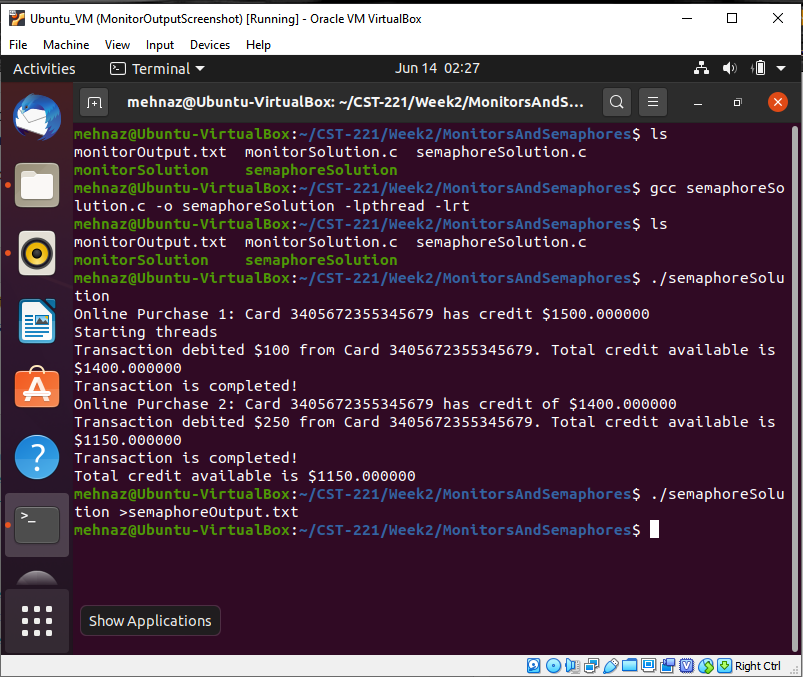 Ubuntu_VM (MonitorOutputScreenshot) [Running] - Oracle VM VirtualBox
File Machine View Input Devices Help
Activities Terminal Jun 14 02:27
mehnaz@Ubuntu-VirtualBox: ~/CST-221/Week2/MonitorsAndS...
mehnaz@Ubuntu-VirtualBox:~/CST-221/Week2/MonitorsAndSemaphores$ ls
monitorOutput.txt monitorSolution.c semaphoreSolution.c
monitorSolution semaphoreSolution
mehnaz@Ubuntu-VirtualBox:~/CST-221/Week2/MonitorsAndSemaphores$ gcc semaphoreSo
lution.c -o semaphoreSolution -lpthread -lrt
mehnaz@Ubuntu-VirtualBox:~/CST-221/Week2/MonitorsAndSemaphores$ ls
monitorOutput.txt monitorSolution.c semaphoreSolution.c
monitorSolution semaphoreSolution
mehnaz@Ubuntu-VirtualBox:~/CST-221/Week2/MonitorsAndSemaphores$ ./semaphoreSolu
tion
Online Purchase 1: Card 3405672355345679 has credit $1500.000000
Starting threads
Transaction debited $100 from Card 3405672355345679. Total credit available is
$1400.000000
Transaction is completed!
Online Purchase 2: Card 3405672355345679 has credit of $1400.000000
Transaction debited $250 from Card 3405672355345679. Total credit available is
$1150.000000
Transaction is completed!
Total credit available is $1150.000000
mehnaz@Ubuntu-VirtualBox:~/CST-221/Week2/MonitorsAndSemaphores$ ./semaphoreSolu
tion >semaphoreOutput.txt
mehnaz@Ubuntu-VirtualBox:~/CST-221/Week2/MonitorsAndSemaphores$
Show Applications
Right Ctrl